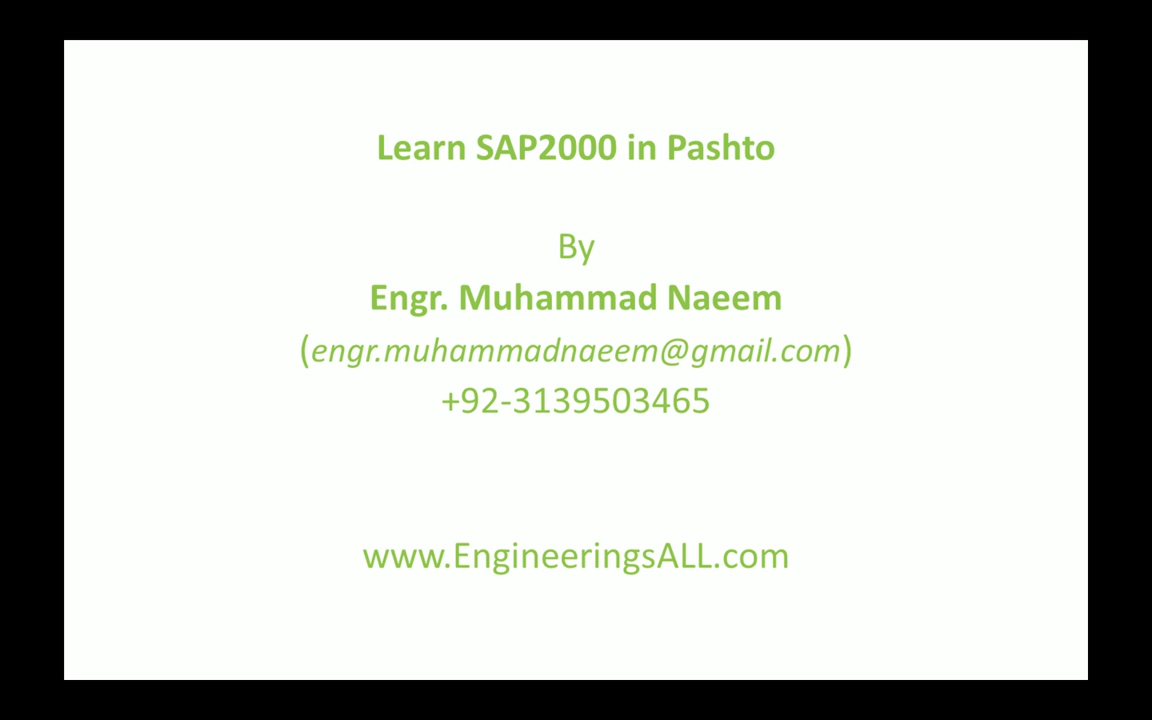 Learn SAP2000 in Pashto
By
Engr. Muhammad Naeem
(engr.muhammadnaeem@gmail.com)
+92-3139503465
www.EngineeringsALL.com